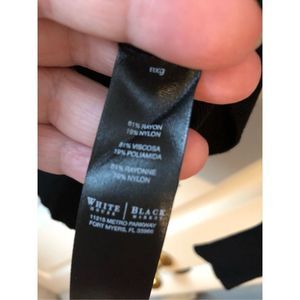 81% RAYON
19% NYLON
81% VISCOSA
19% POLIAMIDA
81% RAYONNE
19% NYLON
WHITE HOUSE | BLACK MARKET
11215 METRO PARKWAY
FORT MYERS, FL 33966